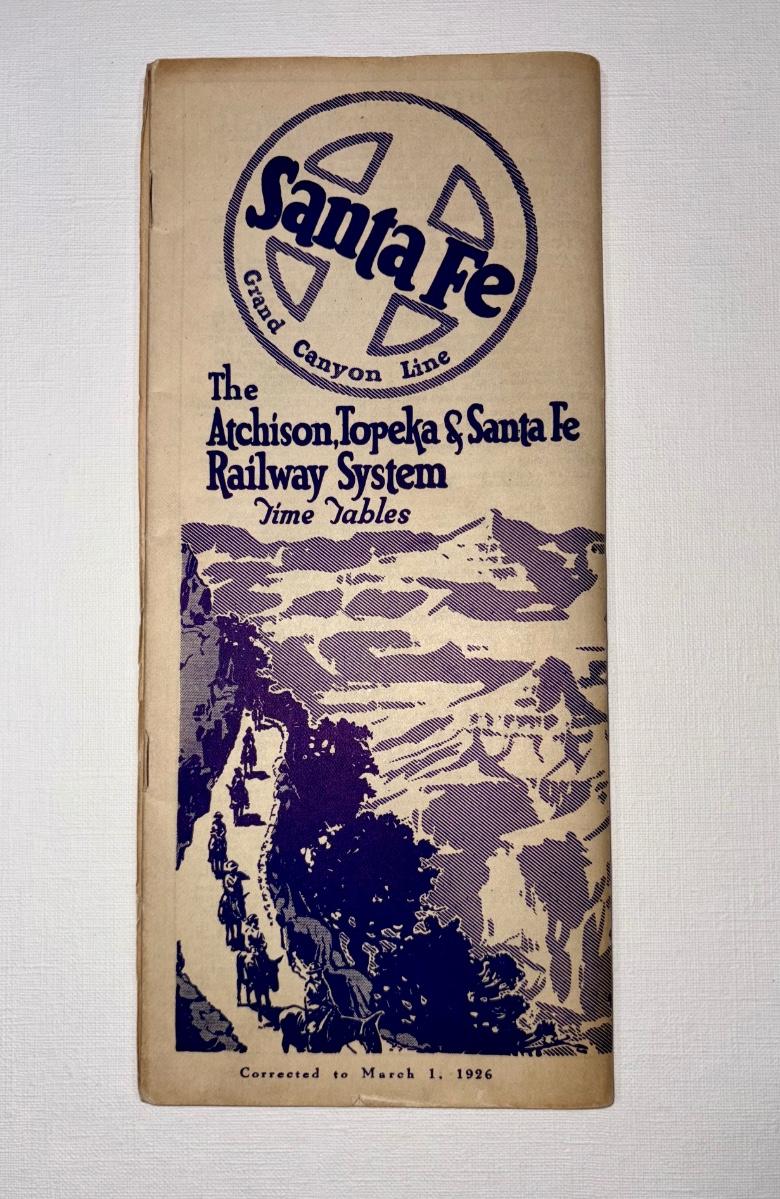 Santa Fe
Grand Canyon Line
The
Atchison, Topeka & Santa Fe
Railway System
Time Tables
Corrected to March 1, 1926